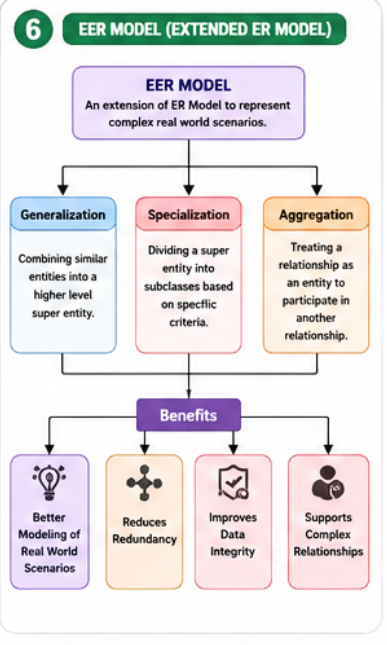 6
EER MODEL (EXTENDED ER MODEL)
EER MODEL
An extension of ER Model to represent
complex real world scenarios.
Generalization
Combining similar
entities into a
higher level
super entity.
Specialization
Dividing a super
entity into
subclasses based
on specific
criteria.
Aggregation
Treating a
relationship as
an entity to
participate in
another
relationship.
Benefits
Better
Modeling of
Real World
Scenarios
Reduces
Redundancy
Improves
Data
Integrity
Supports
Complex
Relationships